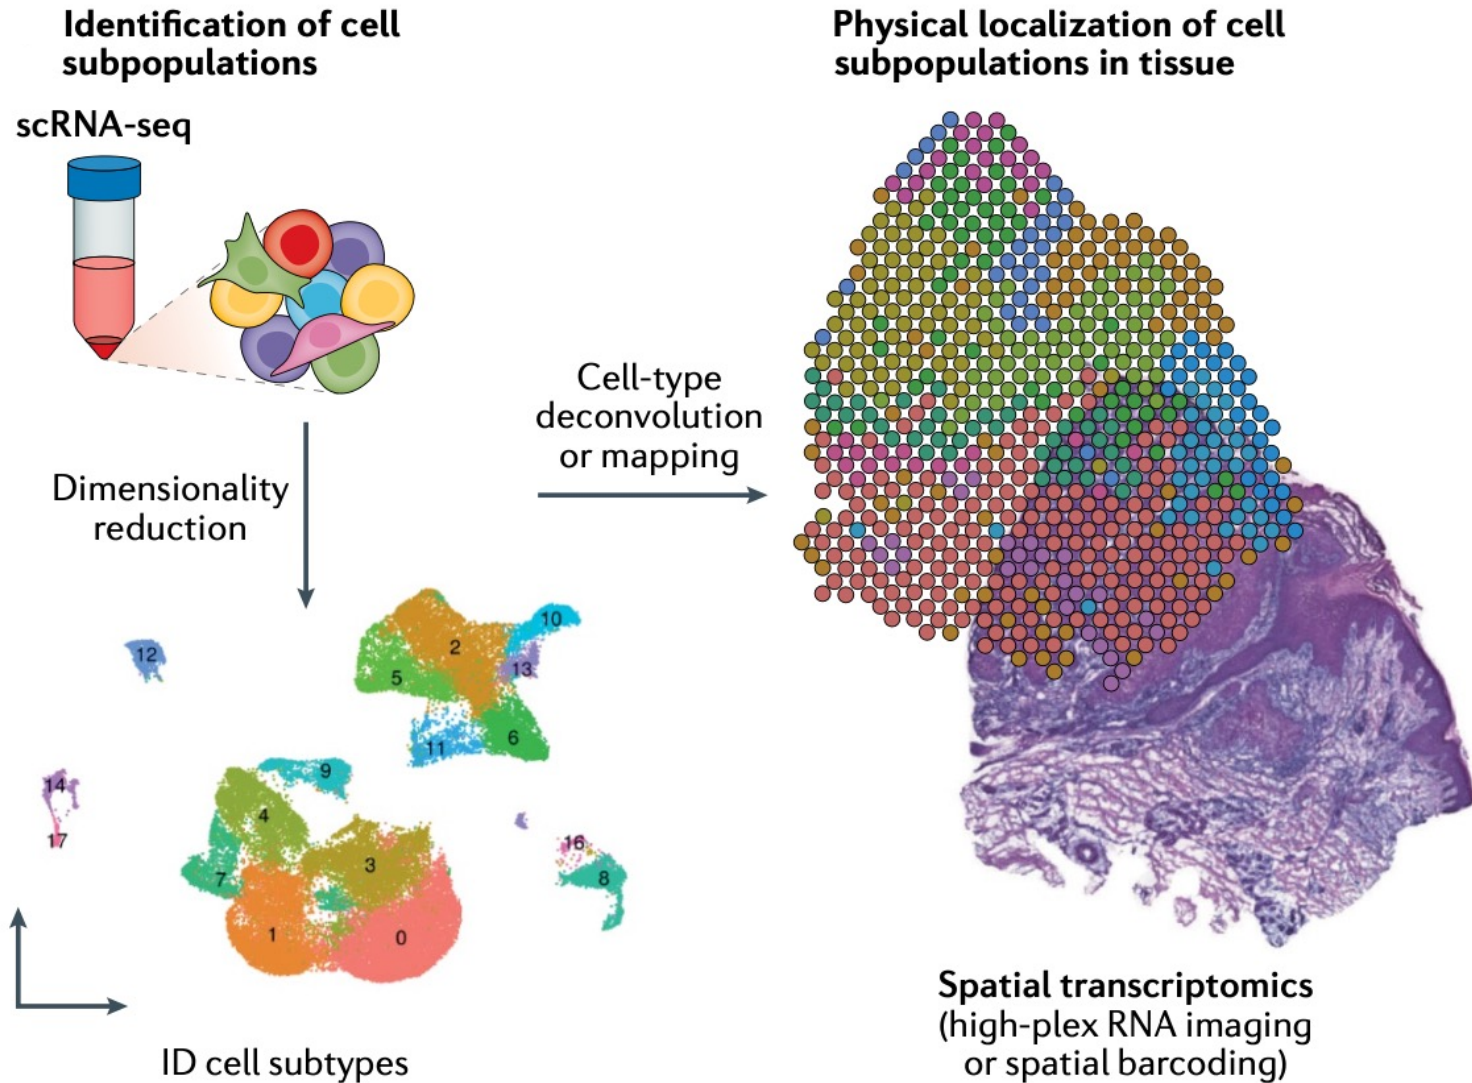 Identification of cell
subpopulations
scRNA-seq
Dimensionality
reduction
Cell-type
deconvolution
or mapping
Physical localization of cell
subpopulations in tissue
12
10
2
13
5
6
11
14
17
9
4
3
7
1
0
16
8
ID cell subtypes
Spatial transcriptomics
(high-plex RNA imaging
or spatial barcoding)